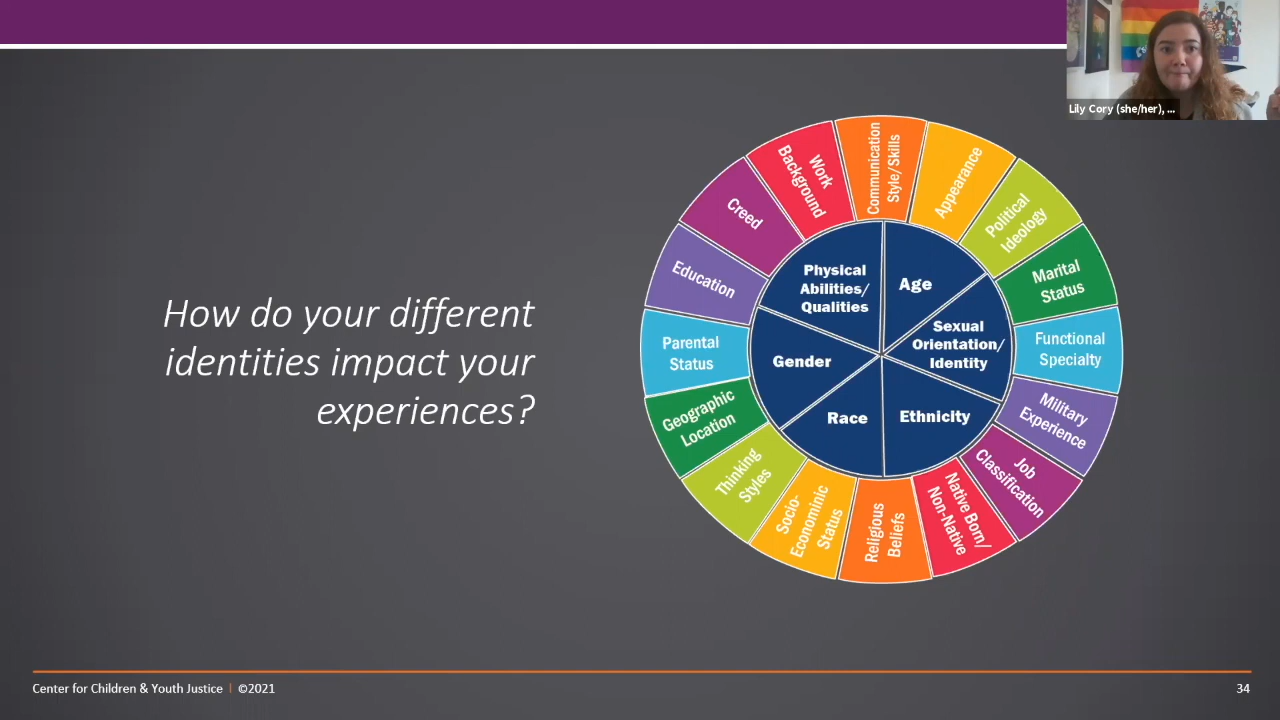 Lily Cory (she/her), ...
How do your different
identities impact your
experiences?
Communication
Style/Skills
Appearance
Political
Ideology
Marital
Status
Functional
Specialty
Military
Experience
Job
Classification
Native Born/
Non-Native
Religious
Beliefs
Socio-
Econominic
Status
Thinking
Styles
Geographic
Location
Parental
Status
Education
Creed
Work
Background
Physical
Abilities/
Qualities
Age
Sexual
Orientation/
Identity
Ethnicity
Race
Gender
Center for Children & Youth Justice | ©2021
34